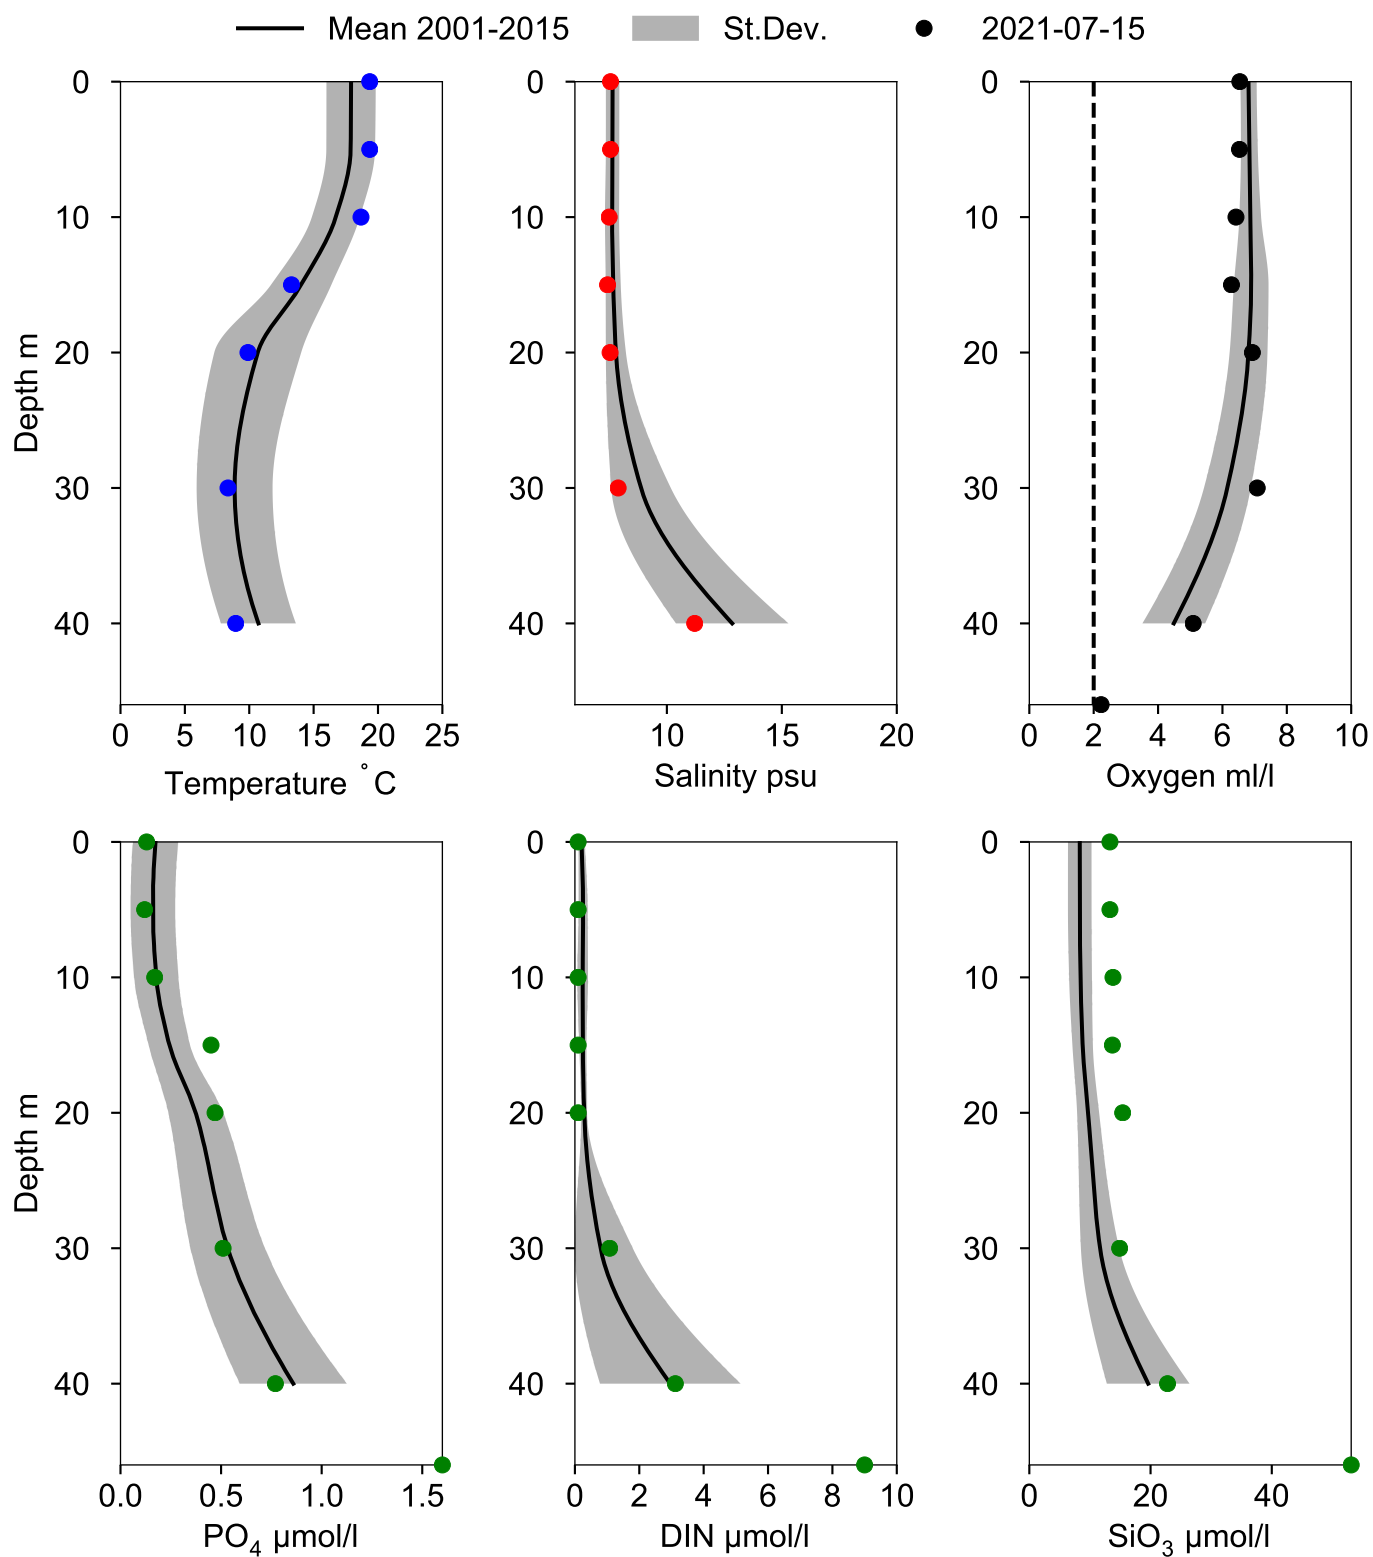 Mean 2001-2015 St.Dev. 2021-07-15
0 0 0
10 10 10
20 20 20
30 30 30
40 40 40
Depth m
0 5 10 15 20 25 10 15 20 0 2 4 6 8 10
Temperature °C Salinity psu Oxygen ml/l
0 0 0
10 10 10
20 20 20
30 30 30
40 40 40
Depth m
0.0 0.5 1.0 1.5 0 2 4 6 8 10 0 20 40
PO₄ μmol/l DIN μmol/l SiO₃ μmol/l